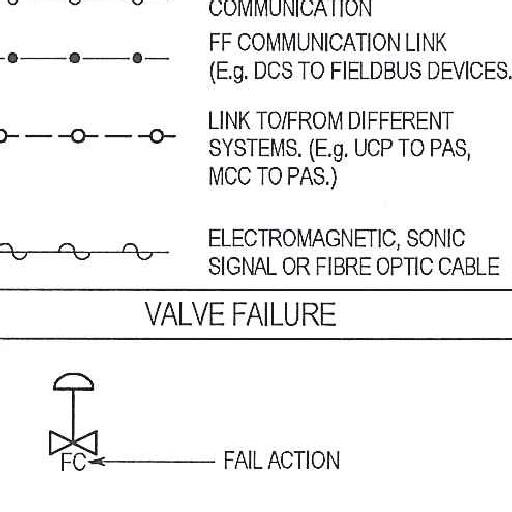 COMMUNICATION
FF COMMUNICATION LINK
(E.g. DCS TO FIELDBUS DEVICES.
LINK TO/FROM DIFFERENT
SYSTEMS. (E.g. UCP TO PAS,
MCC TO PAS.)
ELECTROMAGNETIC, SONIC
SIGNAL OR FIBRE OPTIC CABLE
VALVE FAILURE
FC
FAIL ACTION